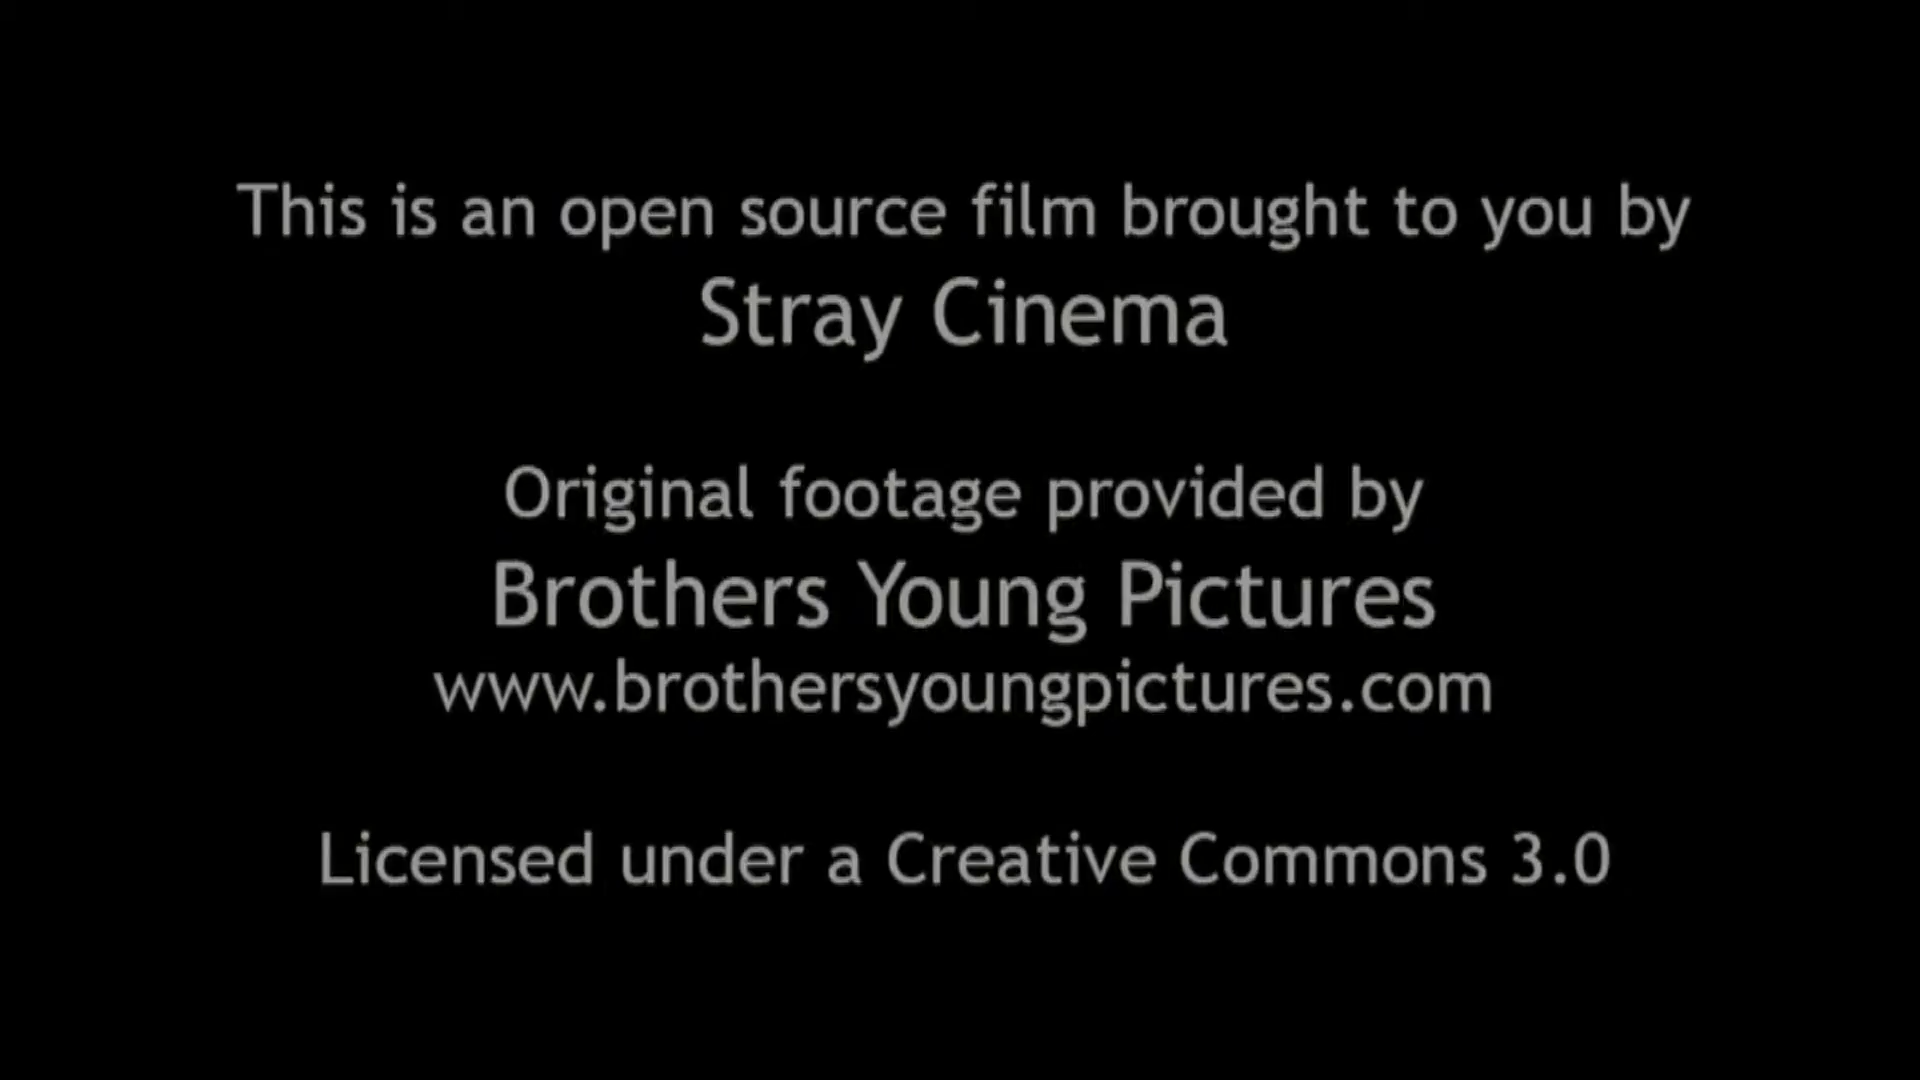 This is an open source film brought to you by
Stray Cinema
Original footage provided by
Brothers Young Pictures
www.brothersyoungpictures.com
Licensed under a Creative Commons 3.0